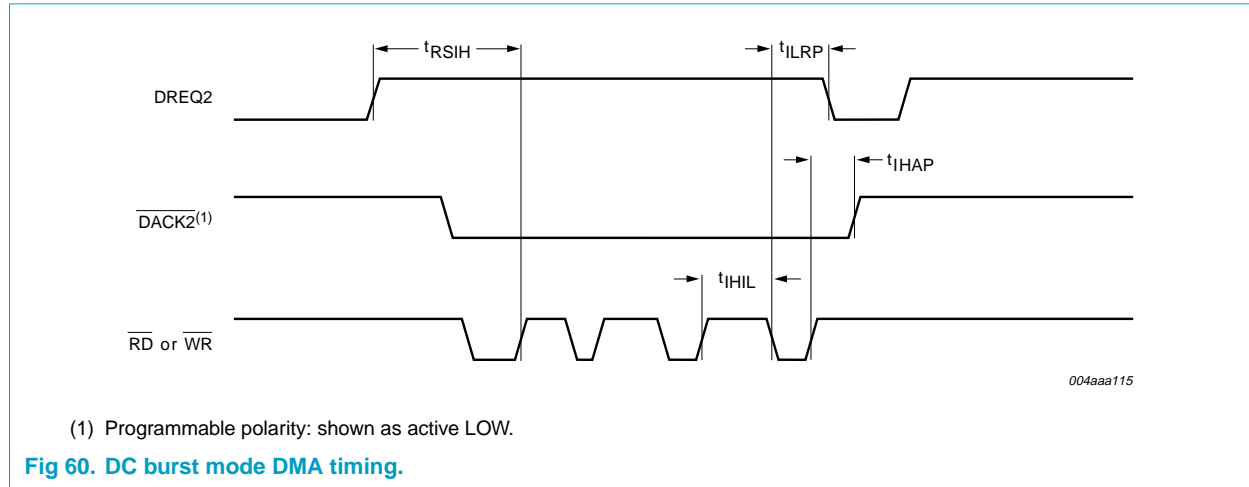 tRSIH
tILRP
DREQ2
tIHAP
DACK2(1)
tIHIL
RD or WR
004aaa115
(1) Programmable polarity: shown as active LOW.
Fig 60. DC burst mode DMA timing.